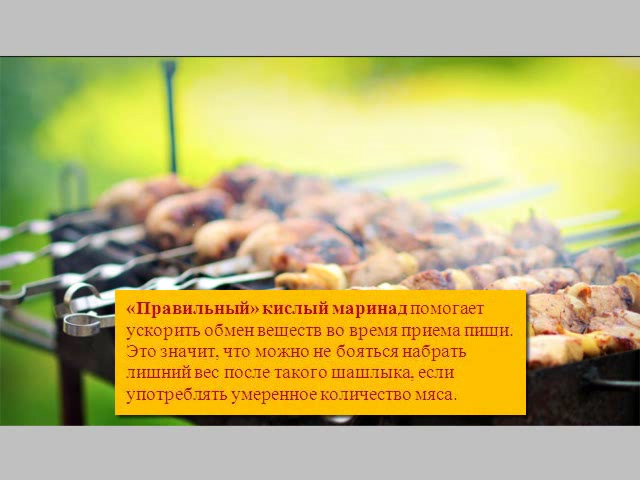 «Правильный» кислый маринад помогает
ускорить обмен веществ во время приема пищи.
Это значит, что можно не бояться набрать
лишний вес после такого шашлыка, если
употреблять умеренное количество мяса.